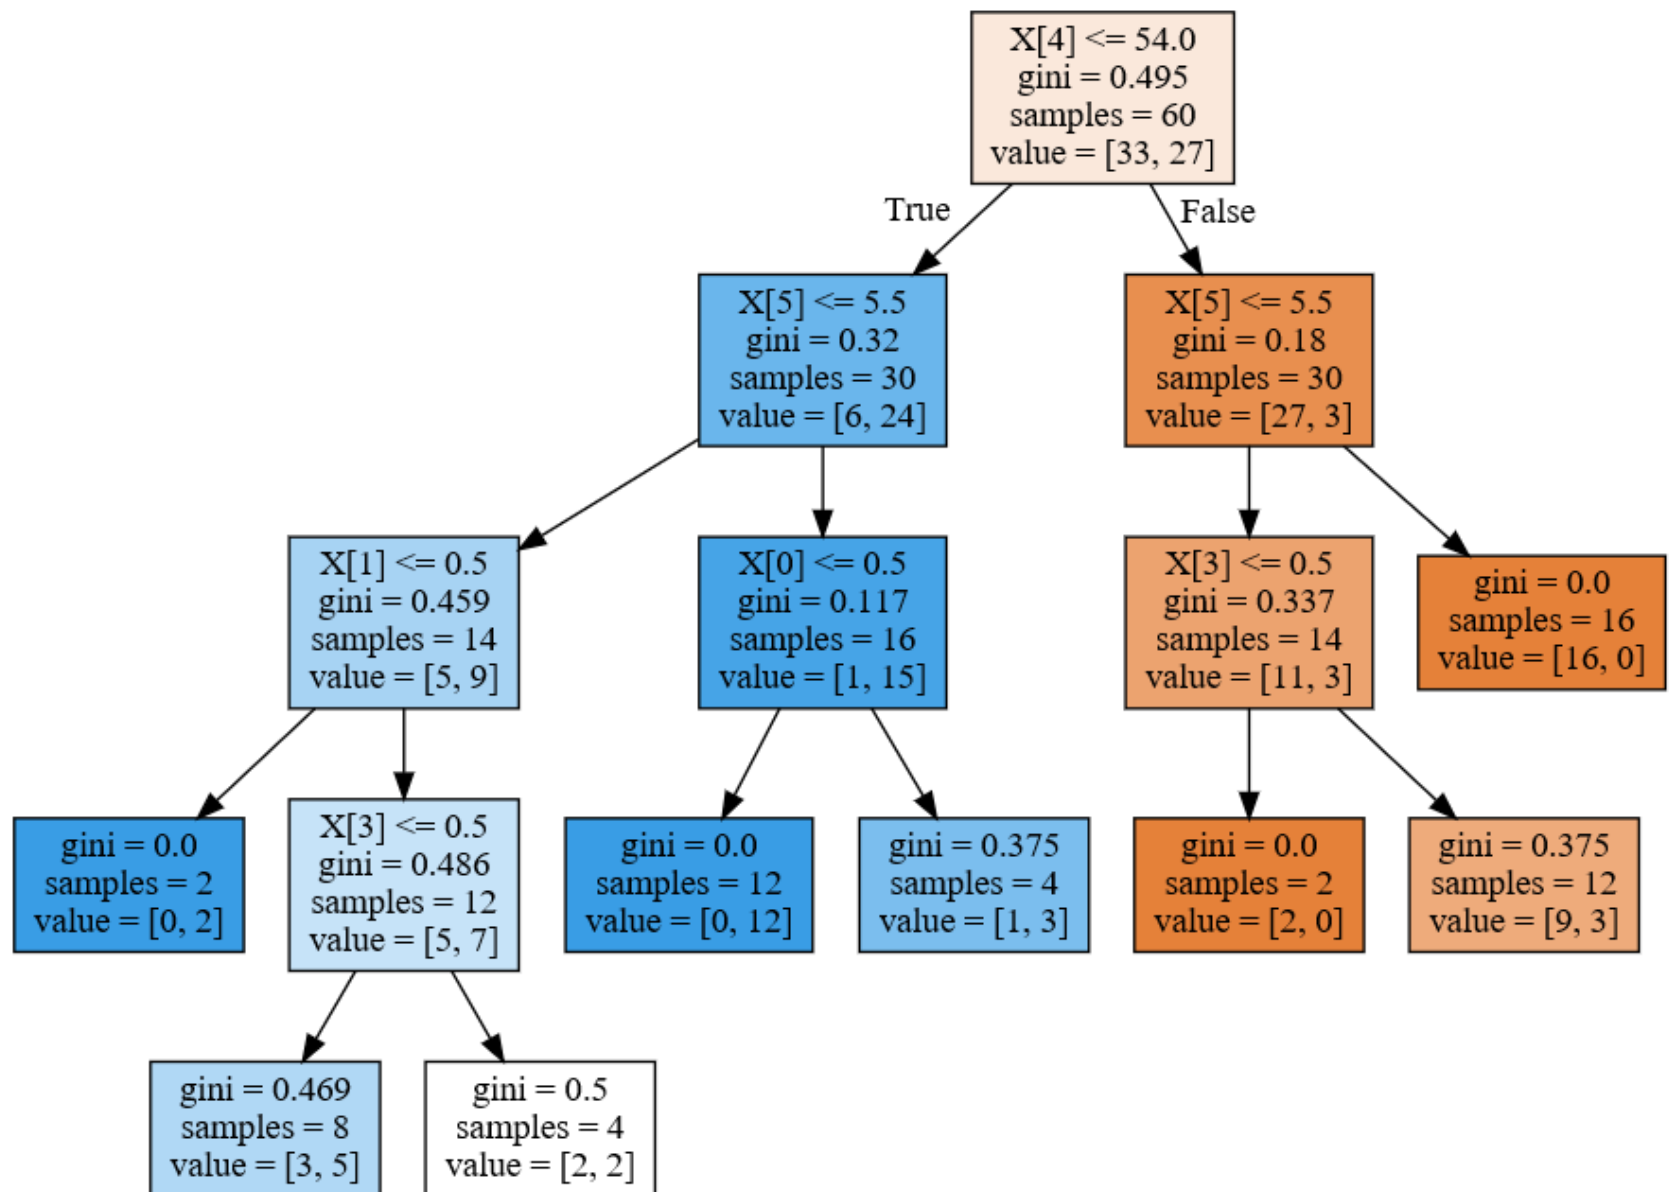 X[4] <= 54.0
gini = 0.495
samples = 60
value = [33, 27]
True
False
X[5] <= 5.5
gini = 0.32
samples = 30
value = [6, 24]
X[5] <= 5.5
gini = 0.18
samples = 30
value = [27, 3]
X[1] <= 0.5
gini = 0.459
samples = 14
value = [5, 9]
X[0] <= 0.5
gini = 0.117
samples = 16
value = [1, 15]
X[3] <= 0.5
gini = 0.337
samples = 14
value = [11, 3]
gini = 0.0
samples = 16
value = [16, 0]
gini = 0.0
samples = 2
value = [0, 2]
X[3] <= 0.5
gini = 0.486
samples = 12
value = [5, 7]
gini = 0.0
samples = 12
value = [0, 12]
gini = 0.375
samples = 4
value = [1, 3]
gini = 0.0
samples = 2
value = [2, 0]
gini = 0.375
samples = 12
value = [9, 3]
gini = 0.469
samples = 8
value = [3, 5]
gini = 0.5
samples = 4
value = [2, 2]